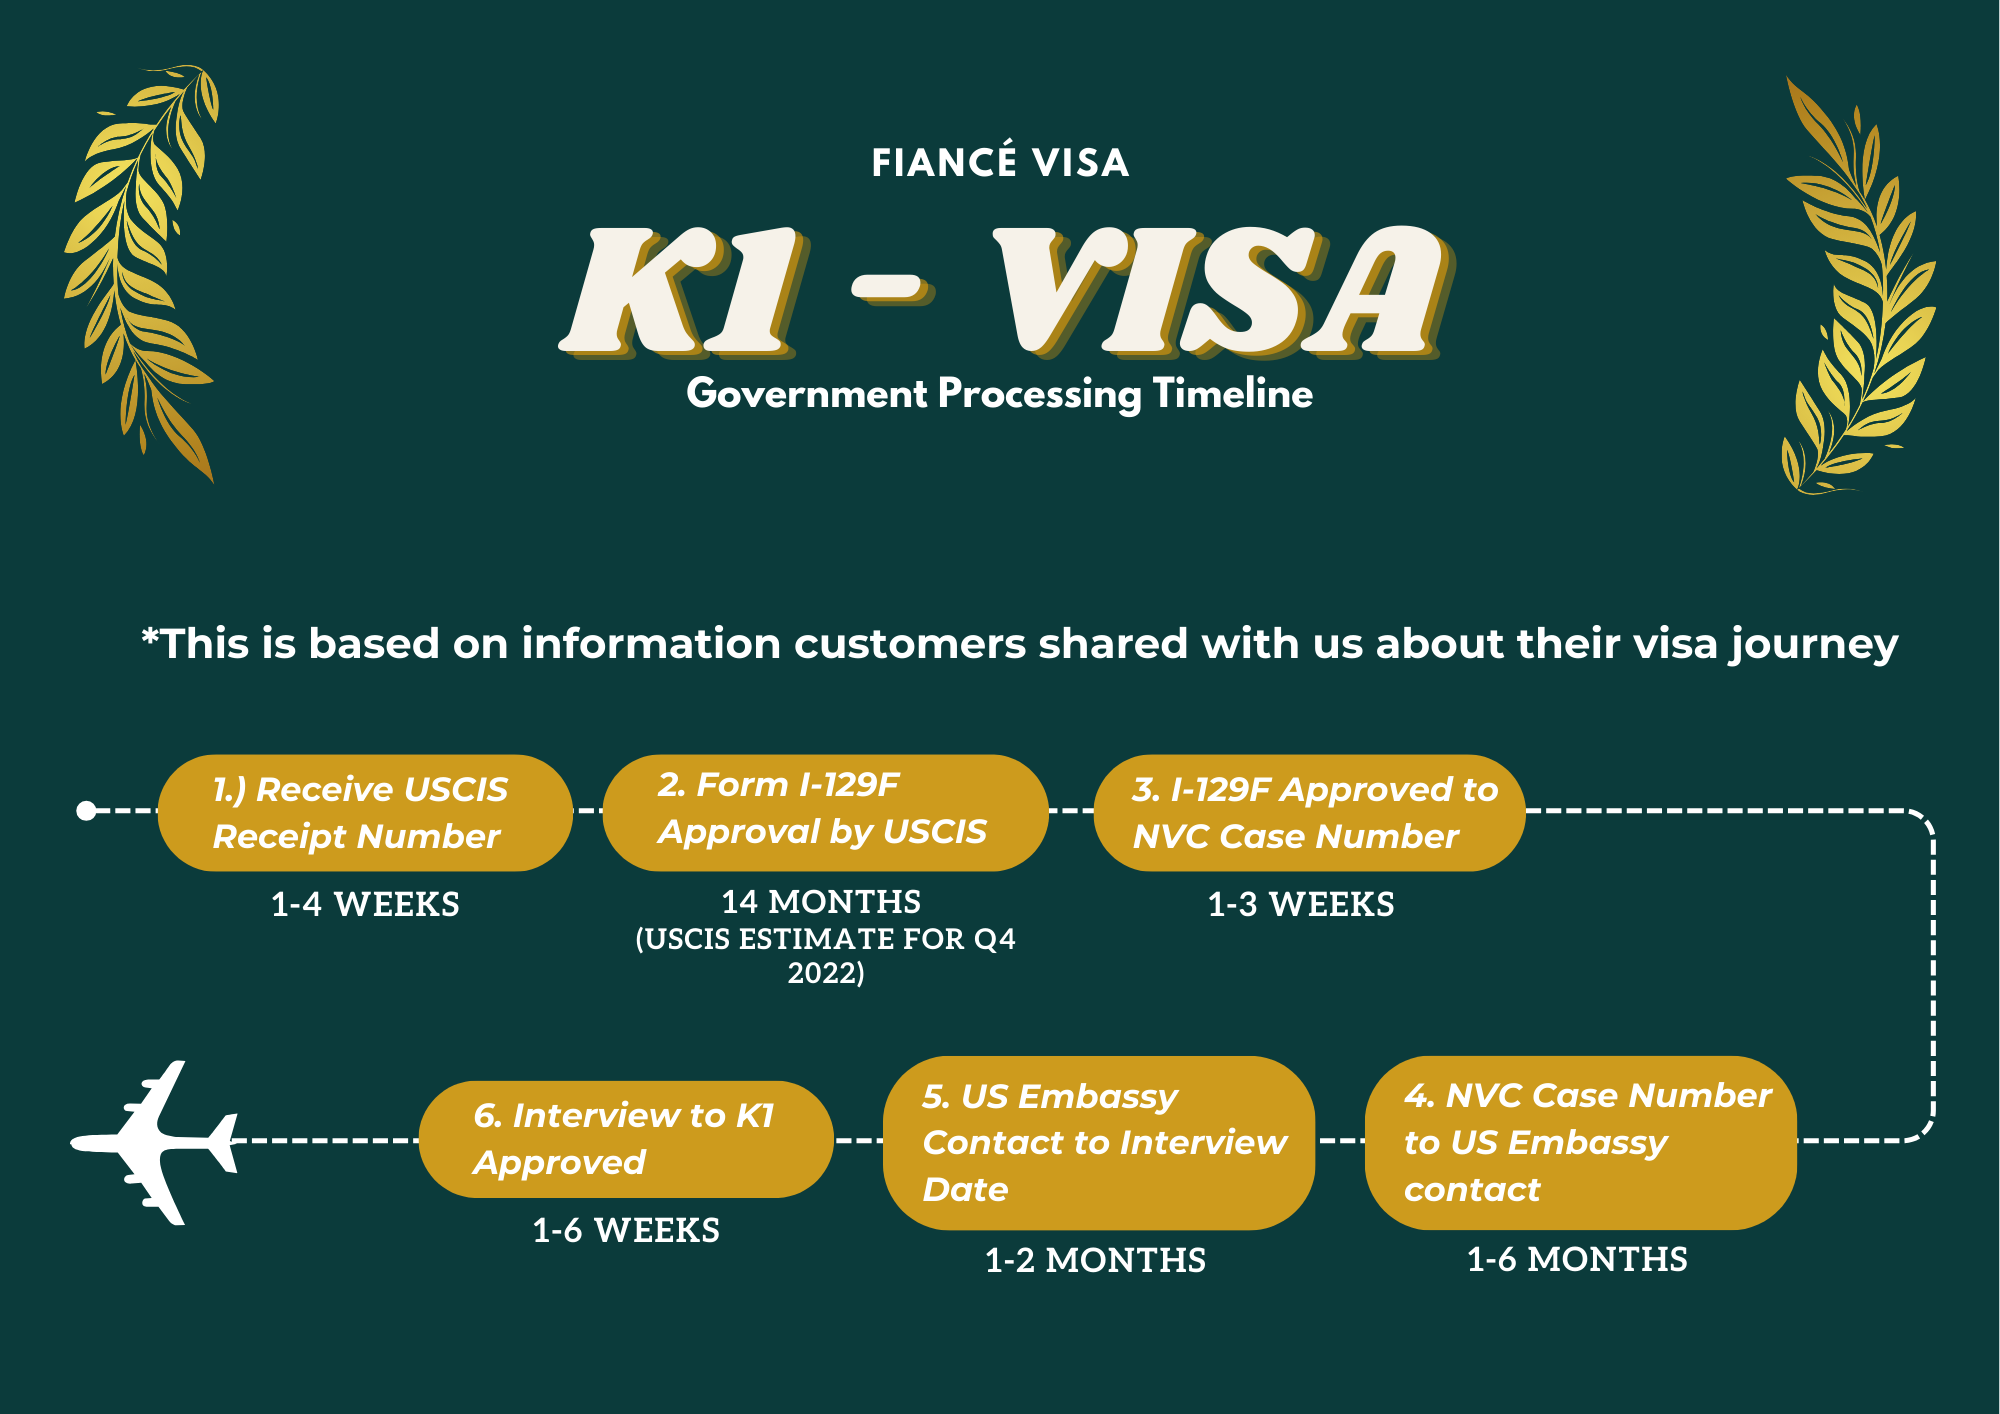 FIANCÉ VISA
K1 - VISA
Government Processing Timeline
*This is based on information customers shared with us about their visa journey
1.) Receive USCIS
Receipt Number
1-4 WEEKS
2. Form I-129F
Approval by USCIS
14 MONTHS
(USCIS ESTIMATE FOR Q4
2022)
3. I-129F Approved to
NVC Case Number
1-3 WEEKS
4. NVC Case Number
to US Embassy
contact
1-6 MONTHS
5. US Embassy
Contact to Interview
Date
1-2 MONTHS
6. Interview to K1
Approved
1-6 WEEKS